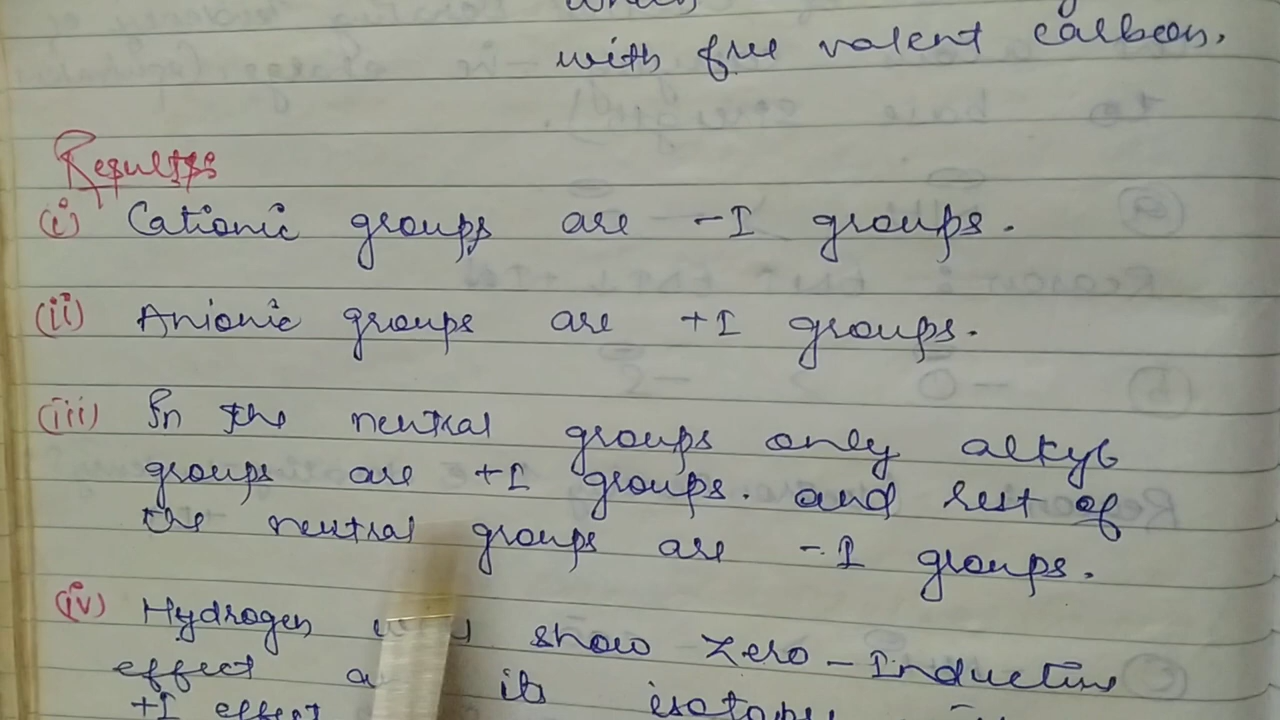 with free valent carbon.
Results
(i) Cationic groups are -I groups.
(ii) Anionic groups are +I groups.
(iii) In the neutral groups only alkyl
groups are +I groups. and rest of
the neutral groups are -I groups.
(iv) Hydrogen show zero-Inductive
effect its
+I effect